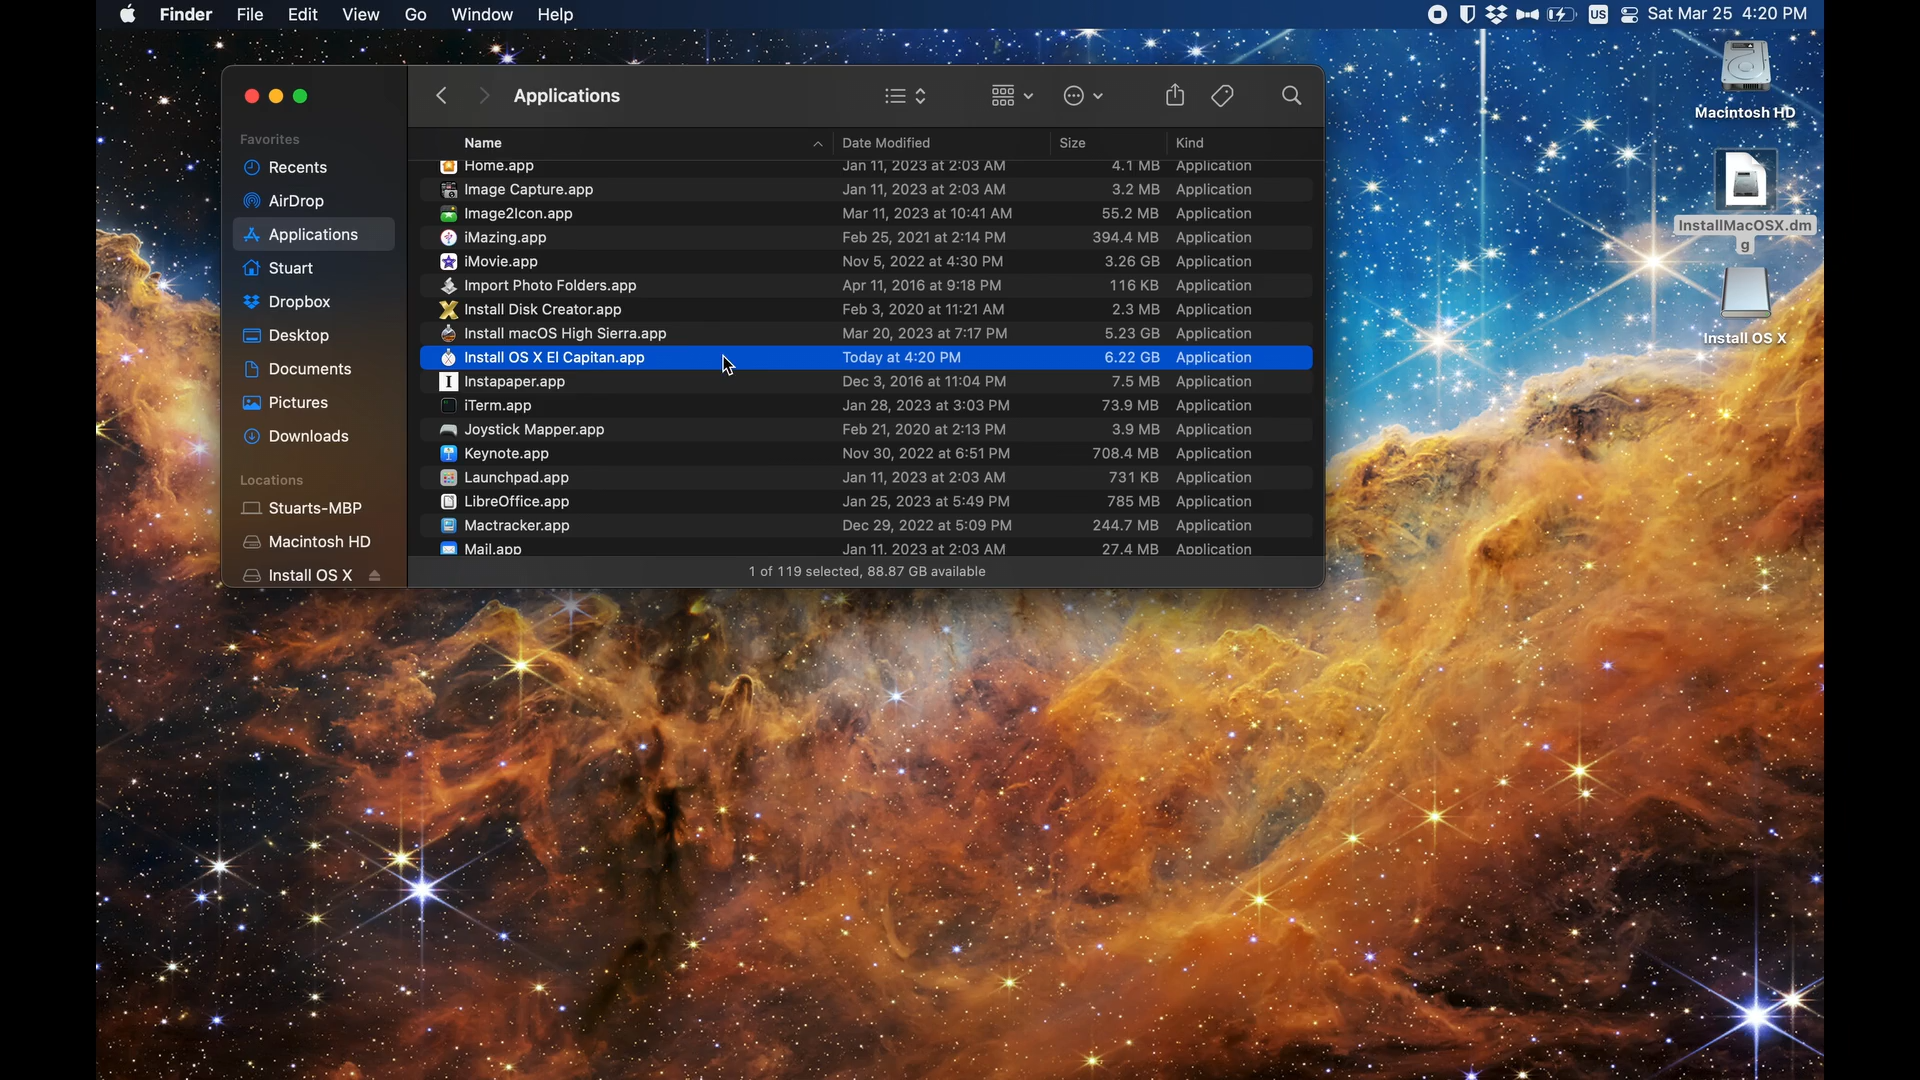 Finder File Edit View Go Window Help US Sat Mar 25 4:20 PM
Applications
Favorites
Recents
AirDrop
Applications
Stuart
Dropbox
Desktop
Documents
Pictures
Downloads
Locations
Stuarts-MBP
Macintosh HD
Install OS X
Name Date Modified Size Kind
Home.app Jan 11, 2023 at 2:03 AM 4.1 MB Application
Image Capture.app Jan 11, 2023 at 2:03 AM 3.2 MB Application
Image2Icon.app Mar 11, 2023 at 10:41 AM 55.2 MB Application
iMazing.app Feb 25, 2021 at 2:14 PM 394.4 MB Application
iMovie.app Nov 5, 2022 at 4:30 PM 3.26 GB Application
Import Photo Folders.app Apr 11, 2016 at 9:18 PM 116 KB Application
Install Disk Creator.app Feb 3, 2020 at 11:21 AM 2.3 MB Application
Install macOS High Sierra.app Mar 20, 2023 at 7:17 PM 5.23 GB Application
Install OS X El Capitan.app Today at 4:20 PM 6.22 GB Application
Instapaper.app Dec 3, 2016 at 11:04 PM 7.5 MB Application
iTerm.app Jan 28, 2023 at 3:03 PM 73.9 MB Application
Joystick Mapper.app Feb 21, 2020 at 2:13 PM 3.9 MB Application
Keynote.app Nov 30, 2022 at 6:51 PM 708.4 MB Application
Launchpad.app Jan 11, 2023 at 2:03 AM 731 KB Application
LibreOffice.app Jan 25, 2023 at 5:49 PM 785 MB Application
Mactracker.app Dec 29, 2022 at 5:09 PM 244.7 MB Application
Mail.app Jan 11, 2023 at 2:03 AM 27.4 MB Application
1 of 119 selected, 88.87 GB available
Macintosh HD
InstallMacOSX.dm
g
Install OS X